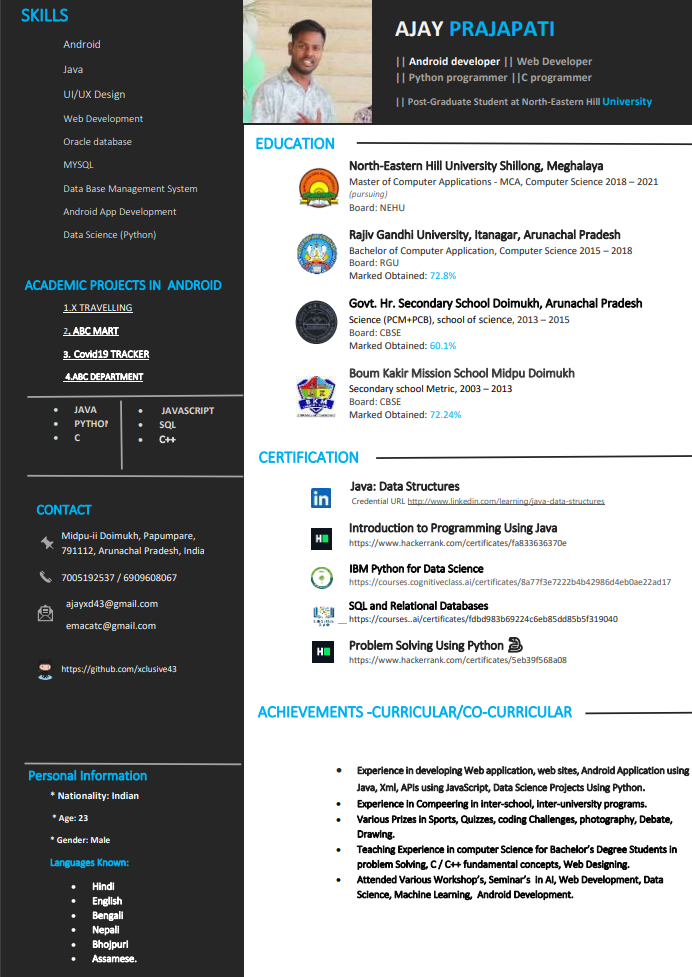 SKILLS
Android
Java
UI/UX Design
Web Development
Oracle database
MYSQL
Data Base Management System
Android App Development
Data Science (Python)
ACADEMIC PROJECTS IN ANDROID
1.X TRAVELLING
2. ABC MART
3. Covid19 TRACKER
4.ABC DEPARTMENT
• JAVA
• PYTHON
• C
• JAVASCRIPT
• SQL
• C++
CONTACT
Midpu-ii Doimukh, Papumpare,
791112, Arunachal Pradesh, India
7005192537 / 6909608067
ajayxd43@gmail.com
emacatc@gmail.com
https://github.com/xclusive43
Personal Information
* Nationality: Indian
* Age: 23
* Gender: Male
Languages Known:
• Hindi
• English
• Bengali
• Nepali
• Bhojpuri
• Assamese.
AJAY PRAJAPATI
|| Android developer || Web Developer
|| Python programmer ||C programmer
|| Post-Graduate Student at North-Eastern Hill University
EDUCATION
North-Eastern Hill University Shillong, Meghalaya
Master of Computer Applications - MCA, Computer Science 2018 – 2021
(pursuing)
Board: NEHU
Rajiv Gandhi University, Itanagar, Arunachal Pradesh
Bachelor of Computer Application, Computer Science 2015 – 2018
Board: RGU
Marked Obtained: 72.8%
Govt. Hr. Secondary School Doimukh, Arunachal Pradesh
Science (PCM+PCB), school of science, 2013 – 2015
Board: CBSE
Marked Obtained: 60.1%
BKM
Boum Kakir Mission School Midpu Doimukh
Secondary school Metric, 2003 – 2013
Board: CBSE
Marked Obtained: 72.24%
CERTIFICATION
in
Java: Data Structures
Credential URL http://www.linkedin.com/learning/java-data-structures
H
Introduction to Programming Using Java
https://www.hackerrank.com/certificates/fa833636370e
IBM Python for Data Science
https://courses.cognitiveclass.ai/certificates/8a77f3e7222b4b42986d4eb0ae22ad17
SQL and Relational Databases
https://courses..ai/certificates/fdbd983b69224c6eb85dd85b5f319040
H
Problem Solving Using Python
https://www.hackerrank.com/certificates/5eb39f568a08
ACHIEVEMENTS -CURRICULAR/CO-CURRICULAR
• Experience in developing Web application, web sites, Android Application using
Java, Xml, APIs using JavaScript, Data Science Projects Using Python.
• Experience in Compeering in inter-school, inter-university programs.
• Various Prizes in Sports, Quizzes, coding Challenges, photography, Debate,
Drawing.
• Teaching Experience in computer Science for Bachelor's Degree Students in
problem Solving, C / C++ fundamental concepts, Web Designing.
• Attended Various Workshop's, Seminar's in Ai, Web Development, Data
Science, Machine Learning, Android Development.